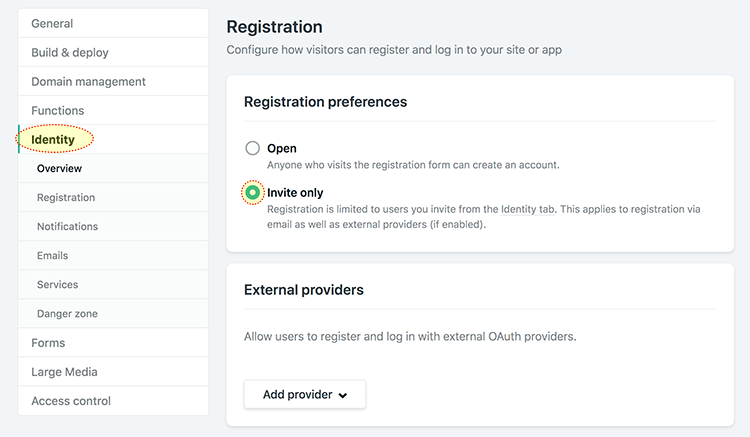 General
Build & deploy
Domain management
Functions
Identity
Overview
Registration
Notifications
Emails
Services
Danger zone
Forms
Large Media
Access control
Registration
Configure how visitors can register and log in to your site or app
Registration preferences
Open
Anyone who visits the registration form can create an account.
Invite only
Registration is limited to users you invite from the Identity tab. This applies to registration via
email as well as external providers (if enabled).
External providers
Allow users to register and log in with external OAuth providers.
Add provider